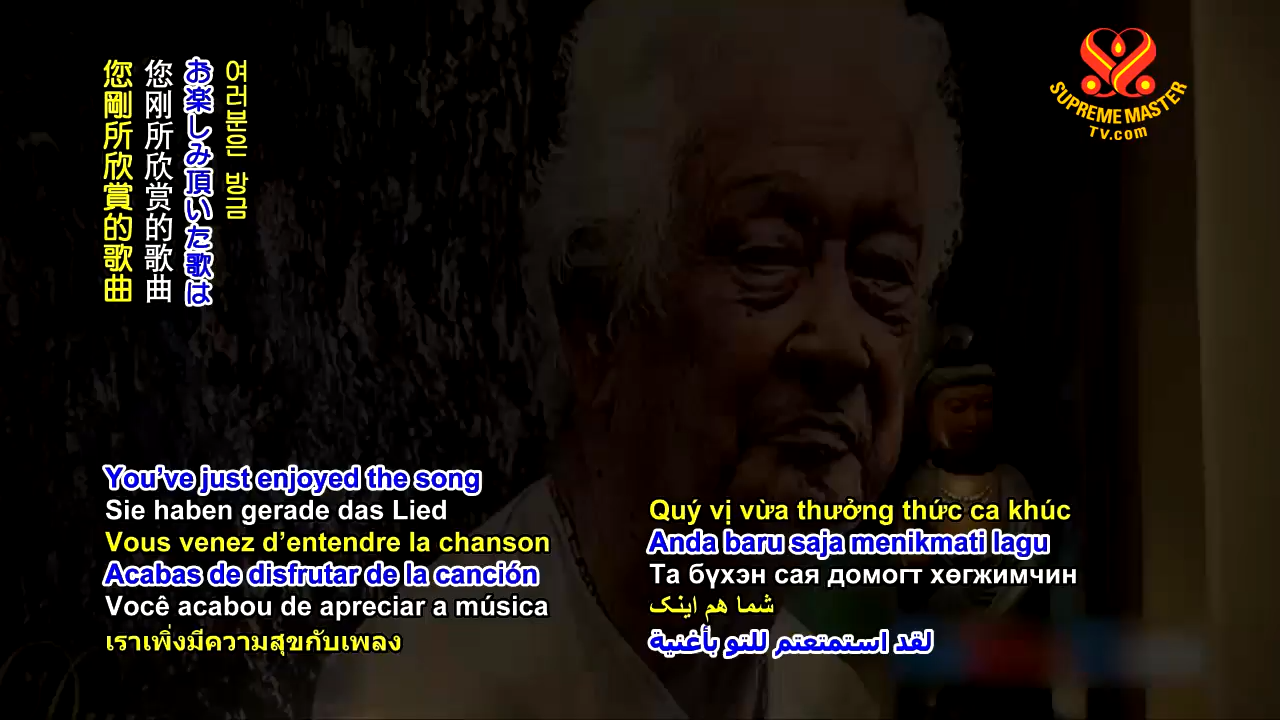 您剛所欣賞的歌曲
您刚所欣赏的歌曲
お楽しみ頂いた歌は
여러분은 방금
SUPREME MASTER
TV.com
You’ve just enjoyed the song
Sie haben gerade das Lied
Vous venez d’entendre la chanson
Acabas de disfrutar de la canción
Você acabou de apreciar a música
เราเพิ่งมีความสุขกับเพลง
Quý vị vừa thưởng thức ca khúc
Anda baru saja menikmati lagu
Та бүхэн сая домогт хөгжимчин
شما هم اینک
لقد استمتعتم للتو بأغنية